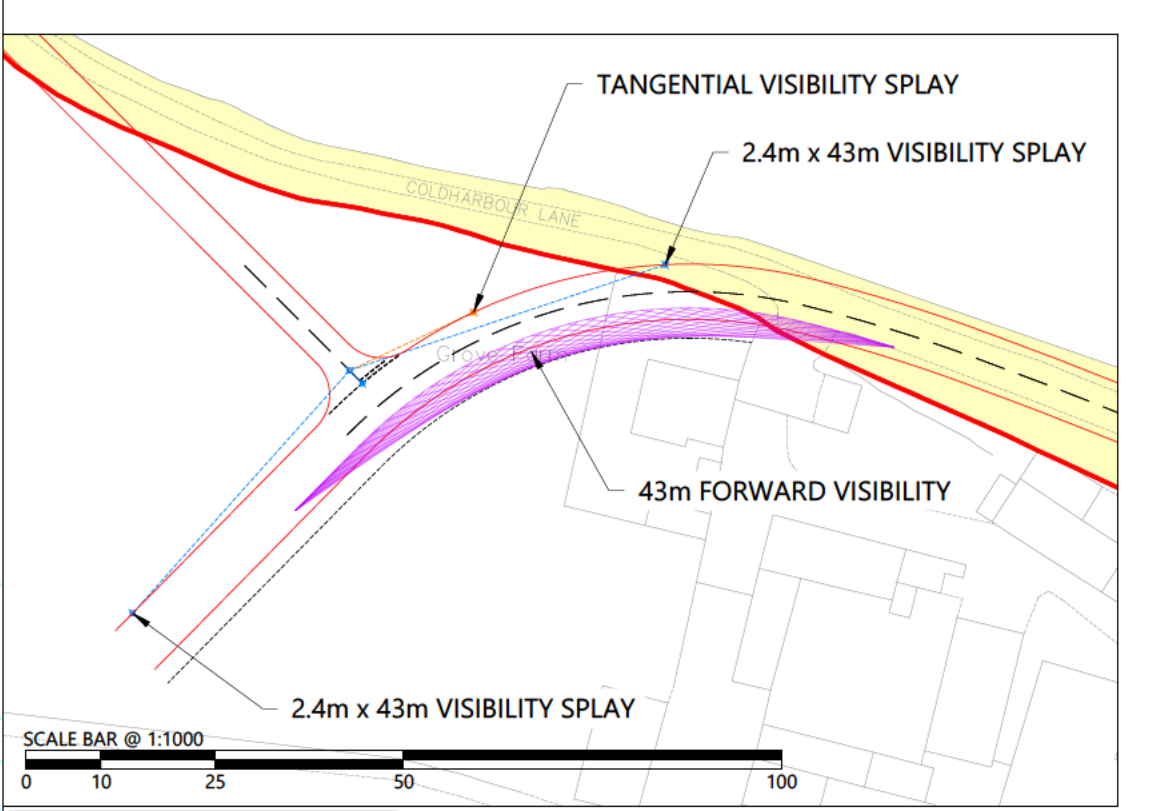 TANGENTIAL VISIBILITY SPLAY
2.4m x 43m VISIBILITY SPLAY
COLDHARBOUR LANE
Grove
43m FORWARD VISIBILITY
2.4m x 43m VISIBILITY SPLAY
SCALE BAR @ 1:1000
0 10 25 50 100